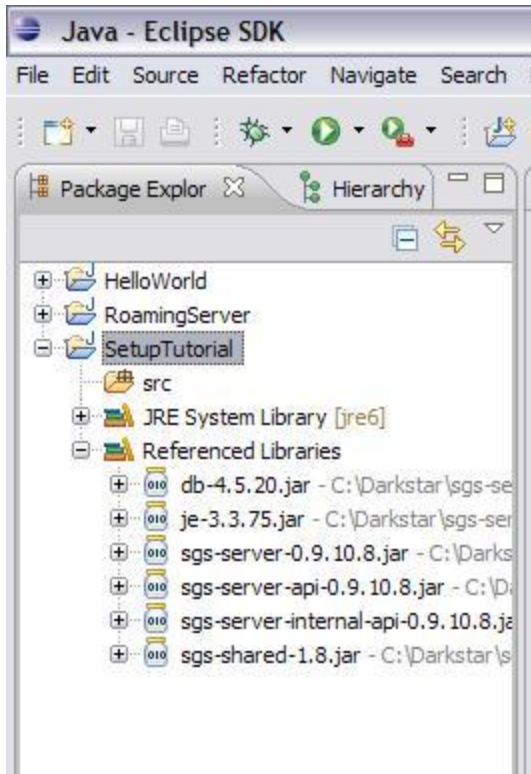 Java - Eclipse SDK
File Edit Source Refactor Navigate Search
Package Explor Hierarchy
HelloWorld
RoamingServer
SetupTutorial
src
JRE System Library [jre6]
Referenced Libraries
db-4.5.20.jar - C:\Darkstar\sgs-se
je-3.3.75.jar - C:\Darkstar\sgs-ser
sgs-server-0.9.10.8.jar - C:\Darks
sgs-server-api-0.9.10.8.jar - C:\Da
sgs-server-internal-api-0.9.10.8.ja
sgs-shared-1.8.jar - C:\Darkstar\s